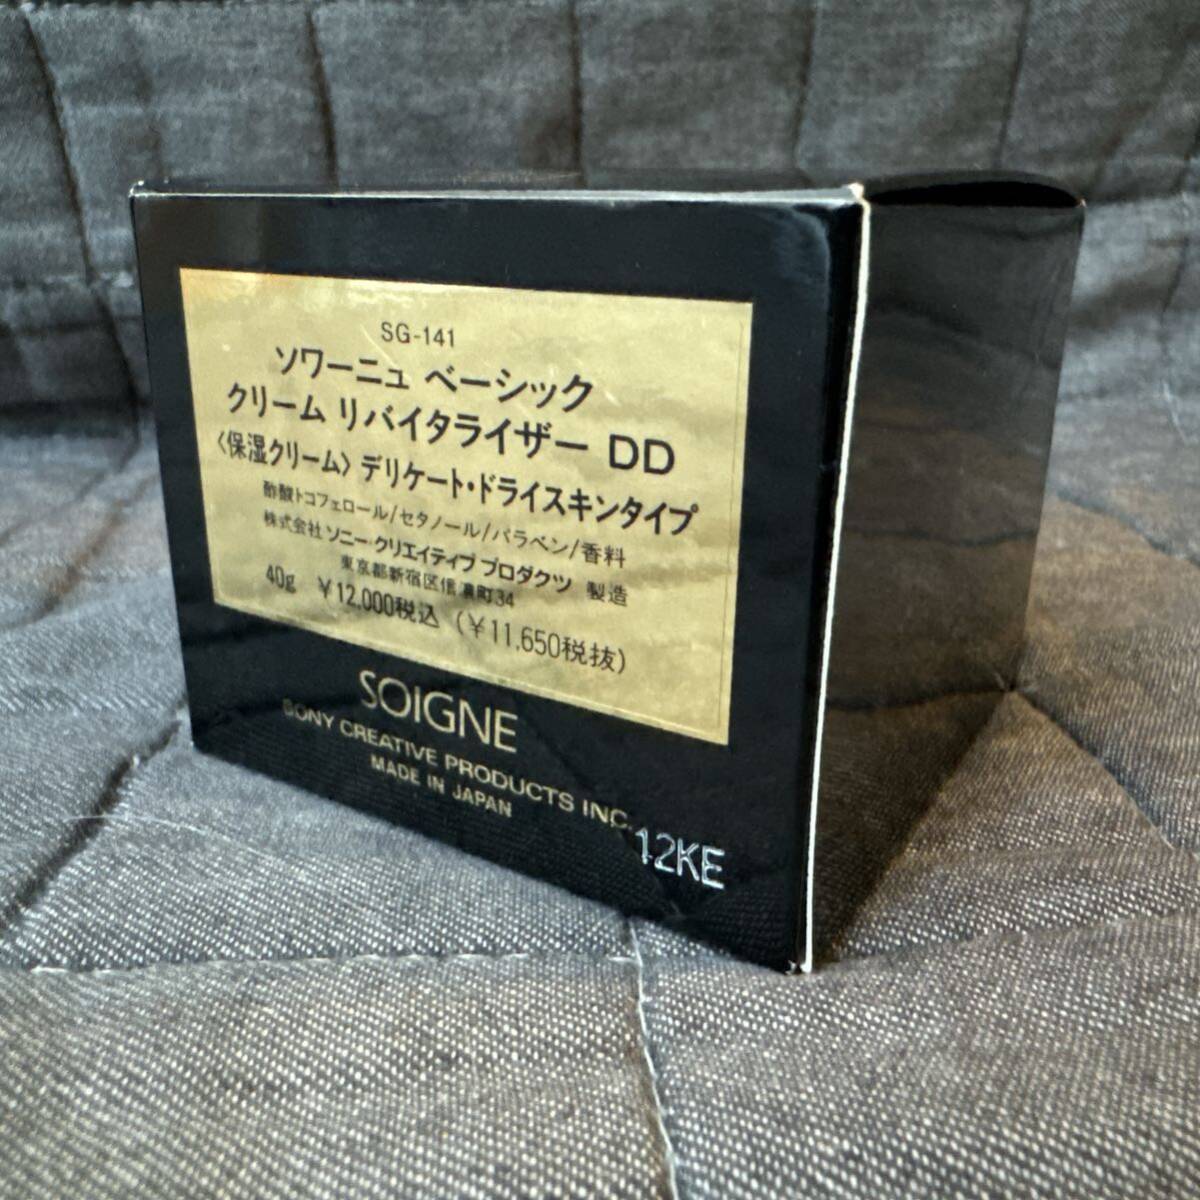 SG-141
ソワーニュ ベーシック
クリーム リバイタライザー DD
〈保湿クリーム〉デリケート・ドライスキンタイプ
酢酸トコフェロール/セタノール/パラベン/香料
株式会社 ソニー・クリエイティブ プロダクツ 製造
東京都新宿区信濃町34
40g ￥12,000税込 (￥11,650税抜)
SOIGNE
SONY CREATIVE PRODUCTS INC.
MADE IN JAPAN
12KE